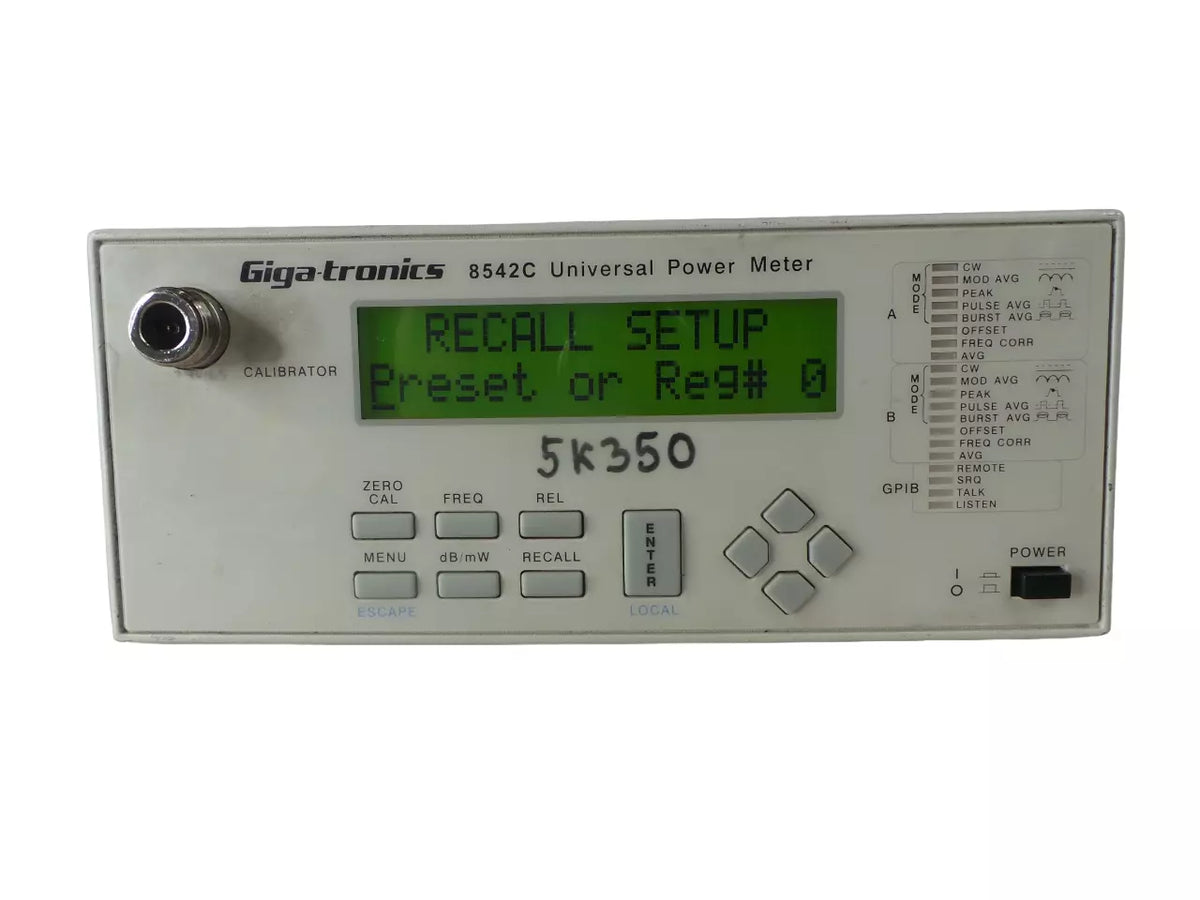 Giga-tronics 8542C Universal Power Meter
CALIBRATOR
RECALL SETUP
Preset or Reg# 0
5K350
ZERO
CAL
FREQ
REL
MENU
dB/mW
RECALL
ESCAPE
ENTER
LOCAL
A
MODE
CW
MOD AVG
PEAK
PULSE AVG
BURST AVG
OFFSET
FREQ CORR
AVG
B
MODE
CW
MOD AVG
PEAK
PULSE AVG
BURST AVG
OFFSET
FREQ CORR
AVG
GPIB
REMOTE
SRQ
TALK
LISTEN
POWER
I
O